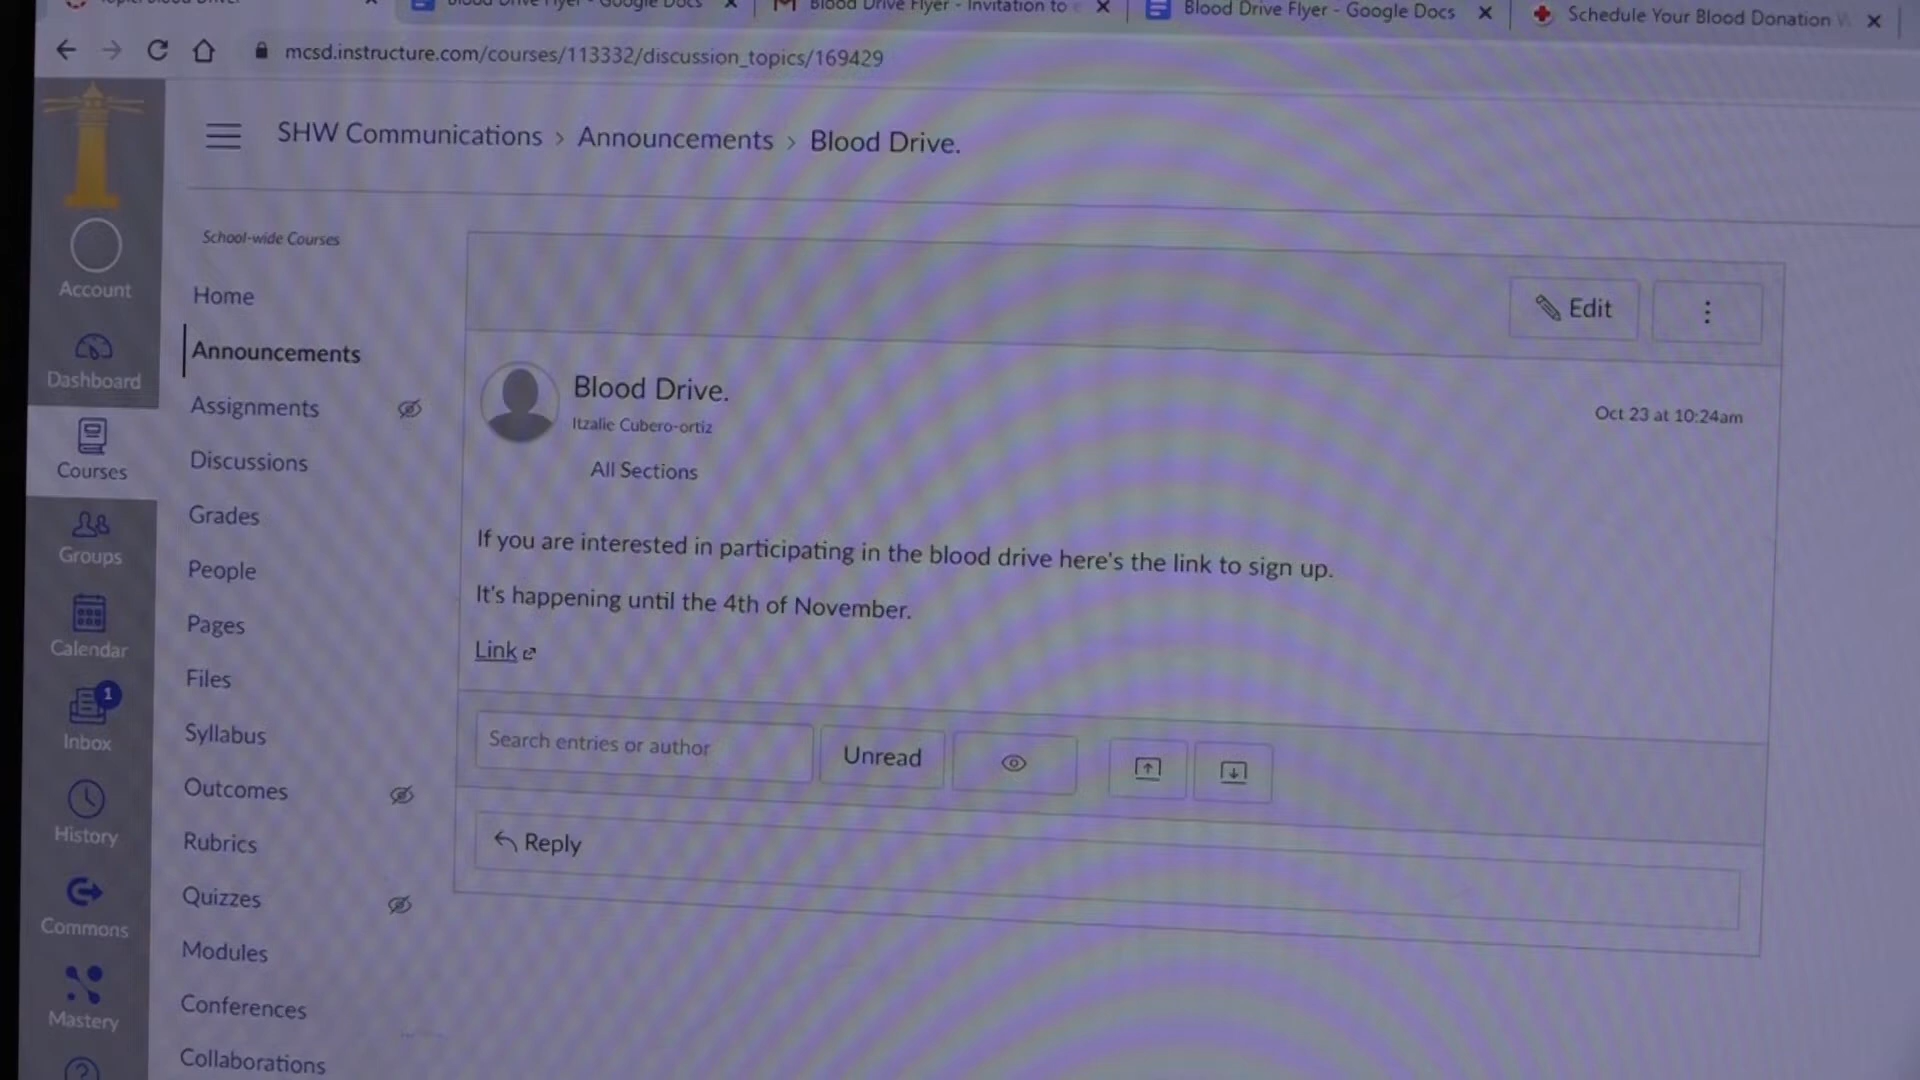 Blood Drive Flyer - Google Docs
Blood Drive Flyer - Invitation to
Blood Drive Flyer - Google Docs
Schedule Your Blood Donation
mcsd.instructure.com/courses/113332/discussion_topics/169429
SHW Communications > Announcements > Blood Drive.
School-wide Courses
Account
Dashboard
Courses
Groups
Calendar
1
Inbox
History
Commons
Mastery
Home
Announcements
Assignments
Discussions
Grades
People
Pages
Files
Syllabus
Outcomes
Rubrics
Quizzes
Modules
Conferences
Collaborations
Edit
Blood Drive.
Itzalie Cubero-ortiz
All Sections
Oct 23 at 10:24am
If you are interested in participating in the blood drive here's the link to sign up.
It's happening until the 4th of November.
Link
Search entries or author
Unread
Reply